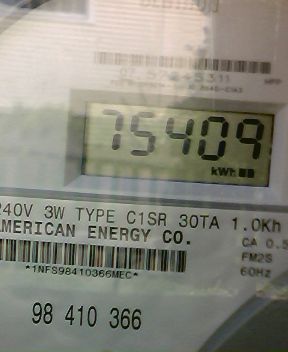 75409
kWh
240V 3W TYPE C1SR 30TA 1.0Kh
AMERICAN ENERGY CO.
CA 0.5
FM2S
*1NFS98410366MEC*
60Hz
98 410 366